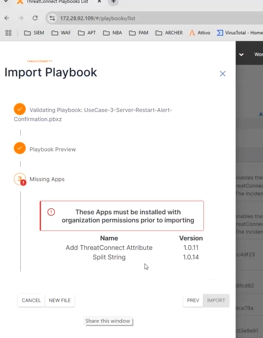 ThreatConnect Playbooks List
172.28.92.109/#/playbooks/list
SIEM
WAF
APT
NBA
PAM
ARCHER
Attivo
VirusTotal - Home
Import Playbook
Validating Playbook: UseCase-3-Server-Restart-Alert-
Confirmation.pbxz
Playbook Preview
Missing Apps
These Apps must be installed with
organization permissions prior to importing
Name Version
Add ThreatConnect Attribute 1.0.11
Split String 1.0.14
CANCEL
NEW FILE
PREV
IMPORT
Share this window